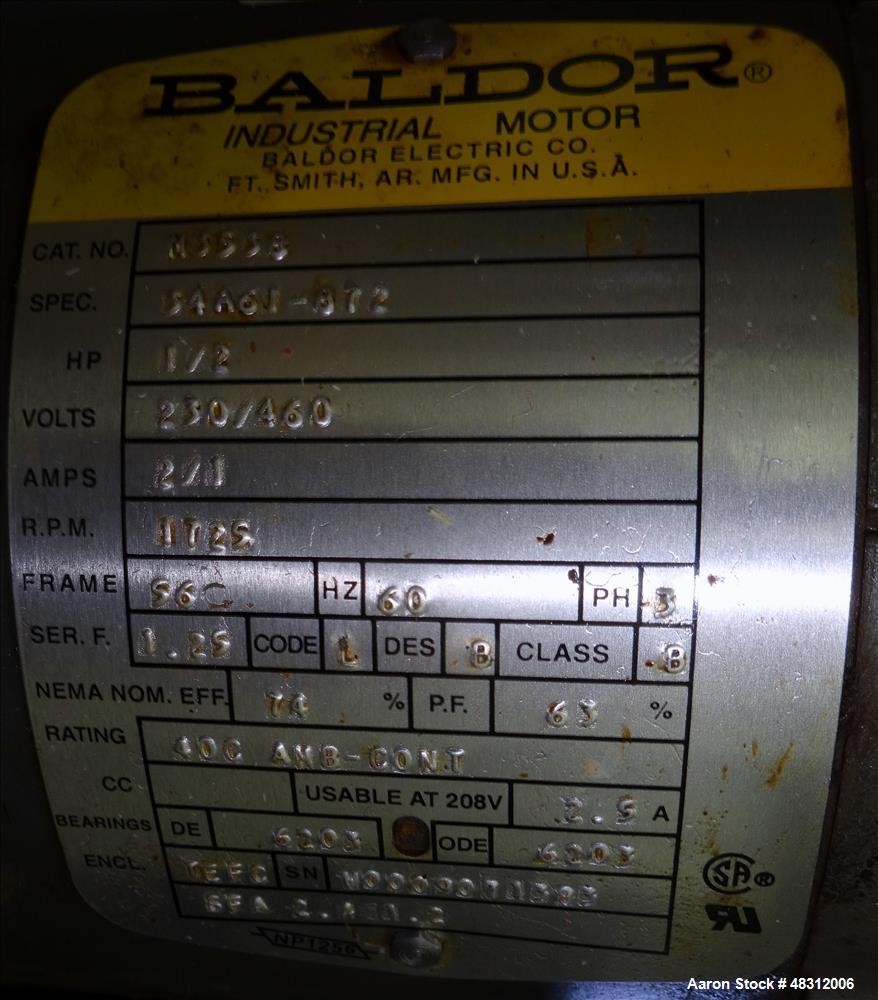 BALDOR®
INDUSTRIAL MOTOR
BALDOR ELECTRIC CO.
FT. SMITH, AR. MFG. IN U.S.A.
CAT. NO.
SPEC.
HP 1/2
VOLTS 230/460
AMPS 2/1
R.P.M. 1725
FRAME 56C HZ 60 PH 3
SER. F. 1.25 CODE L DES B CLASS B
NEMA NOM. EFF. 74 % P.F. 63 %
RATING 40C AMB-CONT
CC USABLE AT 208V 2.5 A
BEARINGS DE 6203 ODE 6203
ENCL. TEFC SN
NP1256
SA®
Aaron Stock # 48312006